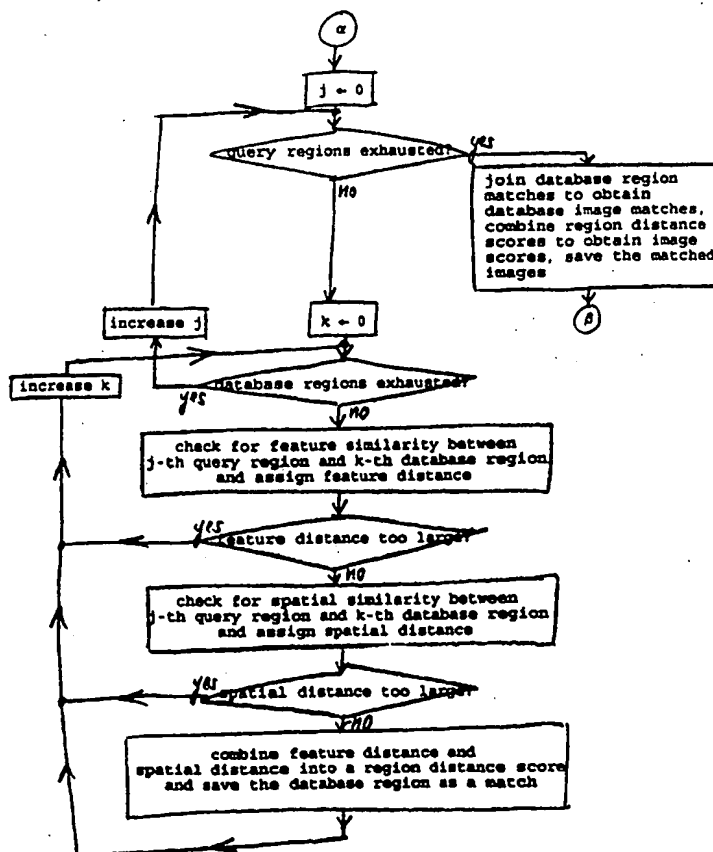 α
j ← 0
query regions exhausted?
yes
no
join database region
matches to obtain
database image matches,
combine region distance
scores to obtain image
scores, save the matched
images
β
increase j
k ← 0
increase k
database regions exhausted?
yes
no
check for feature similarity between
j-th query region and k-th database region
and assign feature distance
yes
feature distance too large?
no
check for spatial similarity between
j-th query region and k-th database region
and assign spatial distance
yes
spatial distance too large?
no
combine feature distance and
spatial distance into a region distance score
and save the database region as a match